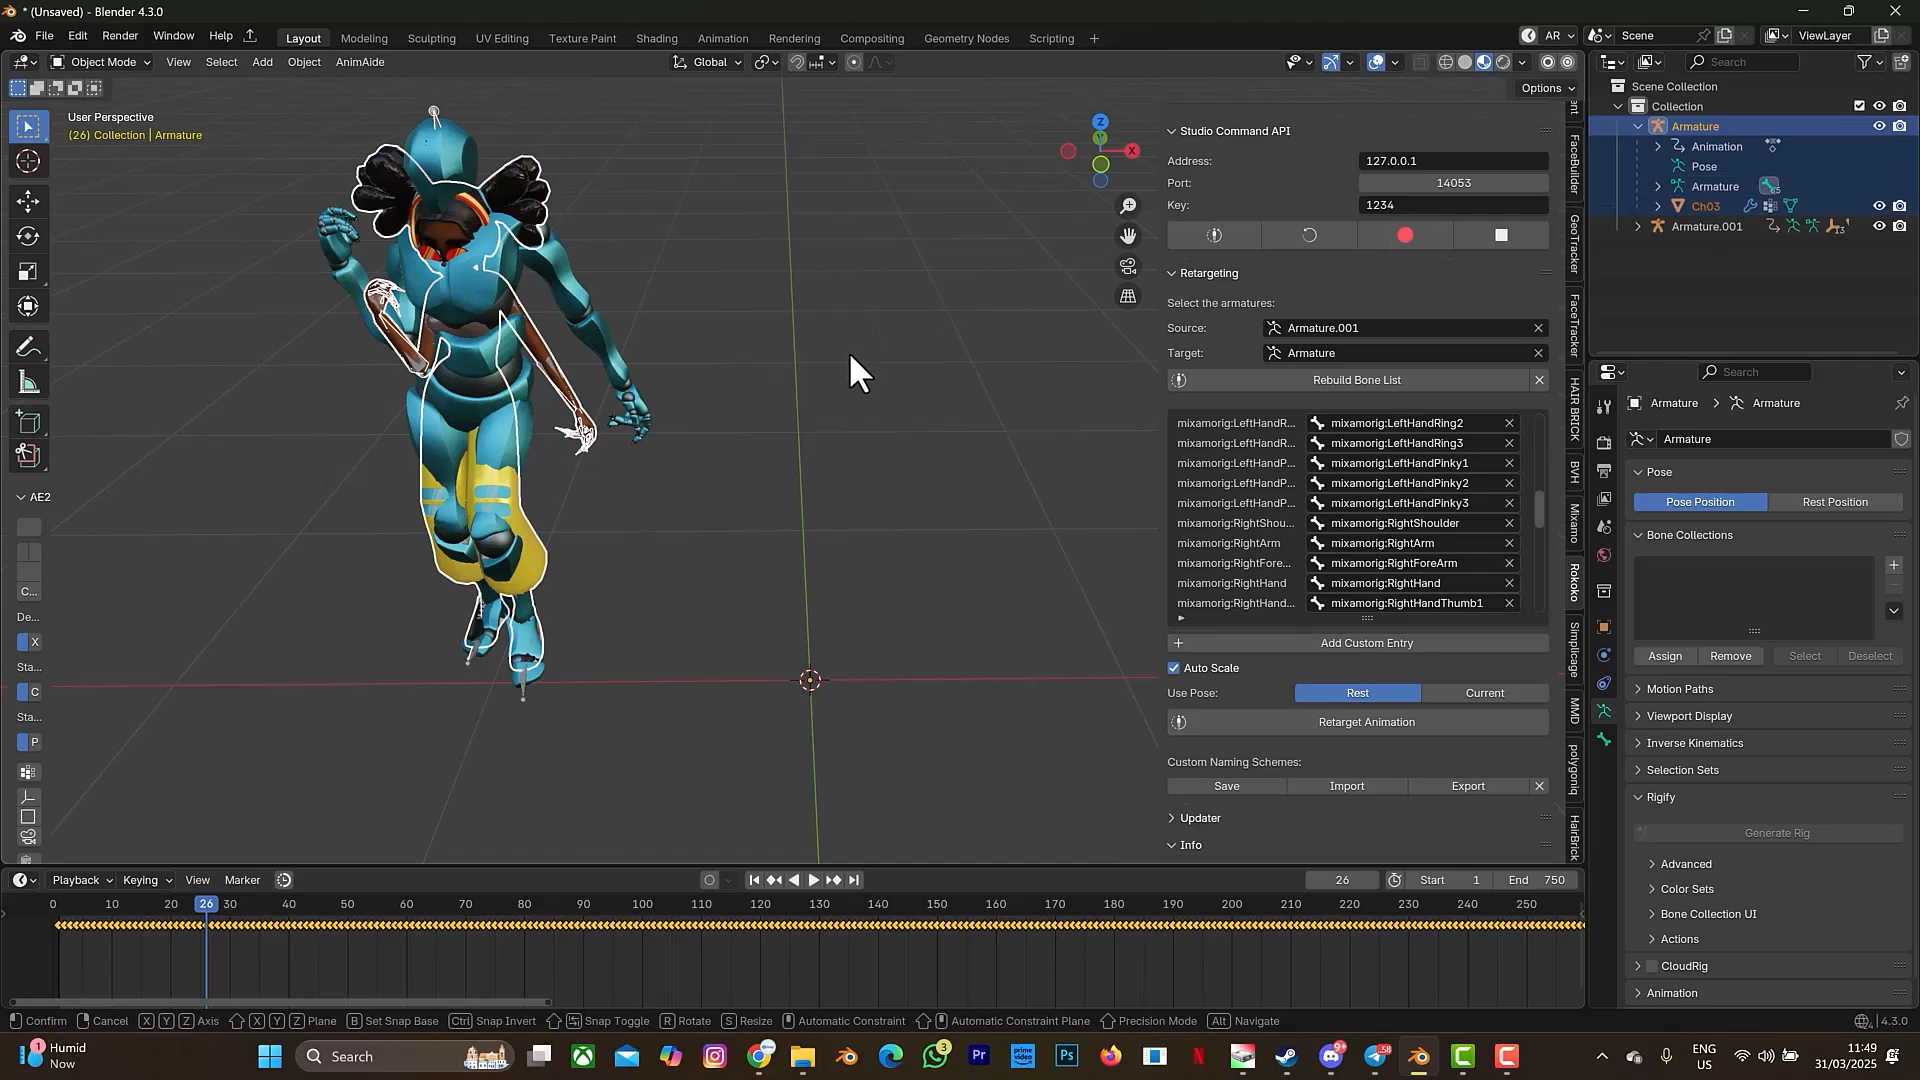 * (Unsaved) - Blender 4.3.0
File Edit Render Window Help
Layout Modeling Sculpting UV Editing Texture Paint Shading Animation Rendering Compositing Geometry Nodes Scripting
AR Scene ViewLayer
Object Mode View Select Add Object AnimAide Global
Options
Search
User Perspective
(26) Collection | Armature
Z
Y
X
AE2
C...
De...
X
Sta...
C
Sta...
P
Studio Command API
Address: 127.0.0.1
Port: 14053
Key: 1234
Retargeting
Select the armatures:
Source: Armature.001
Target: Armature
Rebuild Bone List
mixamorig:LeftHandR... mixamorig:LeftHandRing2
mixamorig:LeftHandR... mixamorig:LeftHandRing3
mixamorig:LeftHandP... mixamorig:LeftHandPinky1
mixamorig:LeftHandP... mixamorig:LeftHandPinky2
mixamorig:LeftHandP... mixamorig:LeftHandPinky3
mixamorig:RightShou... mixamorig:RightShoulder
mixamorig:RightArm mixamorig:RightArm
mixamorig:RightFore... mixamorig:RightForeArm
mixamorig:RightHand mixamorig:RightHand
mixamorig:RightHand... mixamorig:RightHandThumb1
Add Custom Entry
Auto Scale
Use Pose: Rest Current
Retarget Animation
Custom Naming Schemes:
Save Import Export
Updater
Info
FaceBuilder
GeoTracker
FaceTracker
HAIR BRICK
BVH
Mixamo
Rokoko
Simplicage
MMD
polygoniq
HairBrick
Scene Collection
Collection
Armature
Animation
Pose
Armature
Ch03
Armature.001
Search
Armature > Armature
Armature
Pose
Pose Position Rest Position
Bone Collections
Assign Remove Select Deselect
Motion Paths
Viewport Display
Inverse Kinematics
Selection Sets
Rigify
Generate Rig
Advanced
Color Sets
Bone Collection UI
Actions
CloudRig
Animation
Playback Keying View Marker 26 Start 1 End 750
0 10 20 26 30 40 50 60 70 80 90 100 110 120 130 140 150 160 170 180 190 200 210 220 230 240 250
Confirm Cancel X Y Z Axis X Y Z Plane B Set Snap Base Ctrl Snap Invert Snap Toggle R Rotate S Resize Automatic Constraint Automatic Constraint Plane Precision Mode Alt Navigate 4.3.0
Humid
Now
Search
ENG
US
11:49
31/03/2025